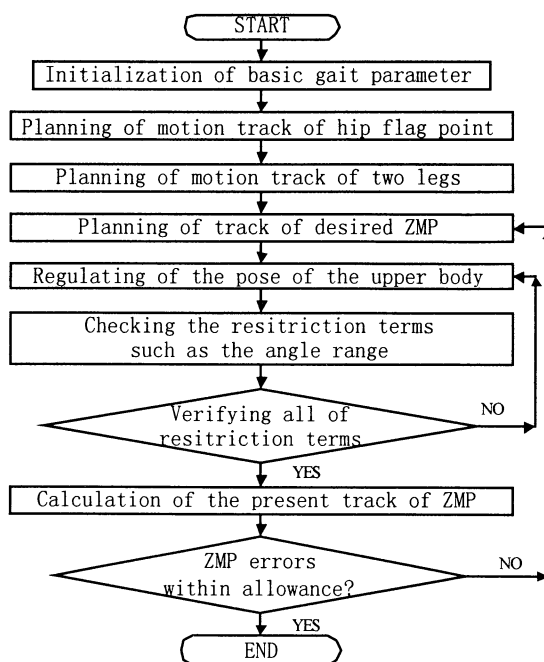 START
Initialization of basic gait parameter
Planning of motion track of hip flag point
Planning of motion track of two legs
Planning of track of desired ZMP
Regulating of the pose of the upper body
Checking the resitriction terms
such as the angle range
Verifying all of
resitriction terms
NO
YES
Calculation of the present track of ZMP
ZMP errors
within allowance?
NO
YES
END